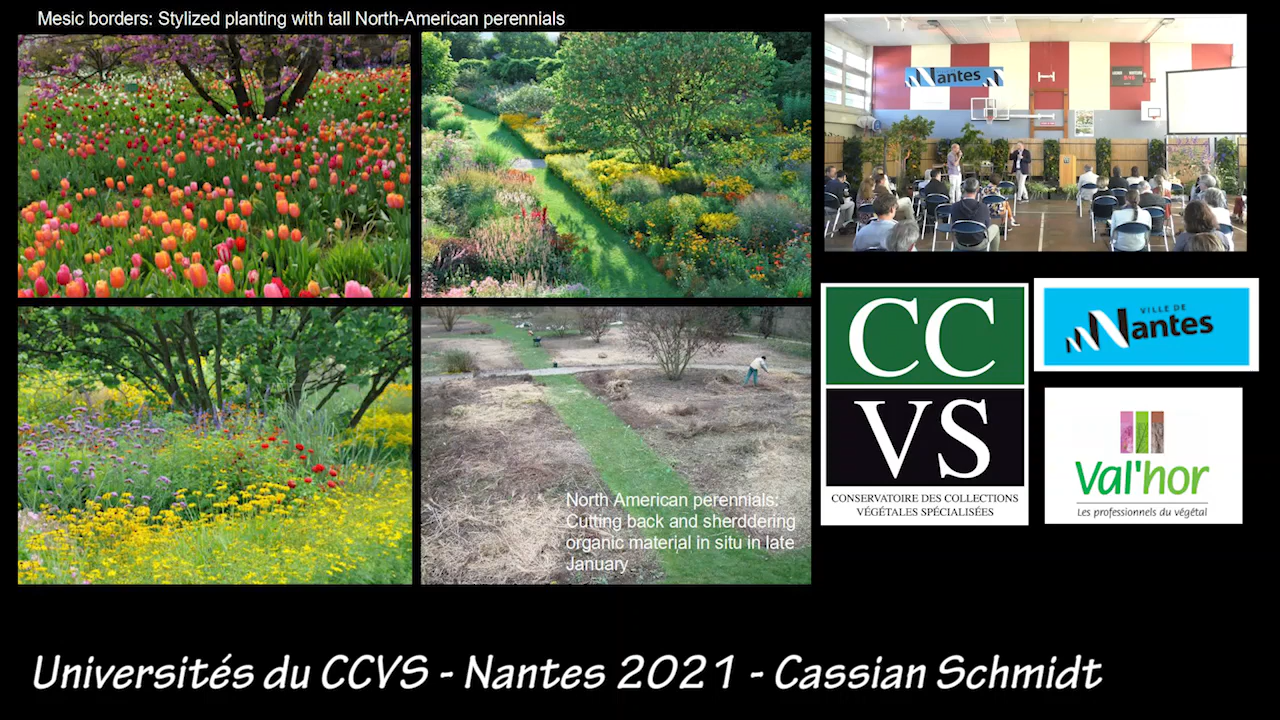 Mesic borders: Stylized planting with tall North-American perennials
Nantes
North American perennials:
Cutting back and sherddering
organic material in situ in late
January
CC
VS
CONSERVATOIRE DES COLLECTIONS
VÉGÉTALES SPÉCIALISÉES
VILLE DE
Nantes
Val'hor
Les professionnels du végétal
Universités du CCVS - Nantes 2021 - Cassian Schmidt